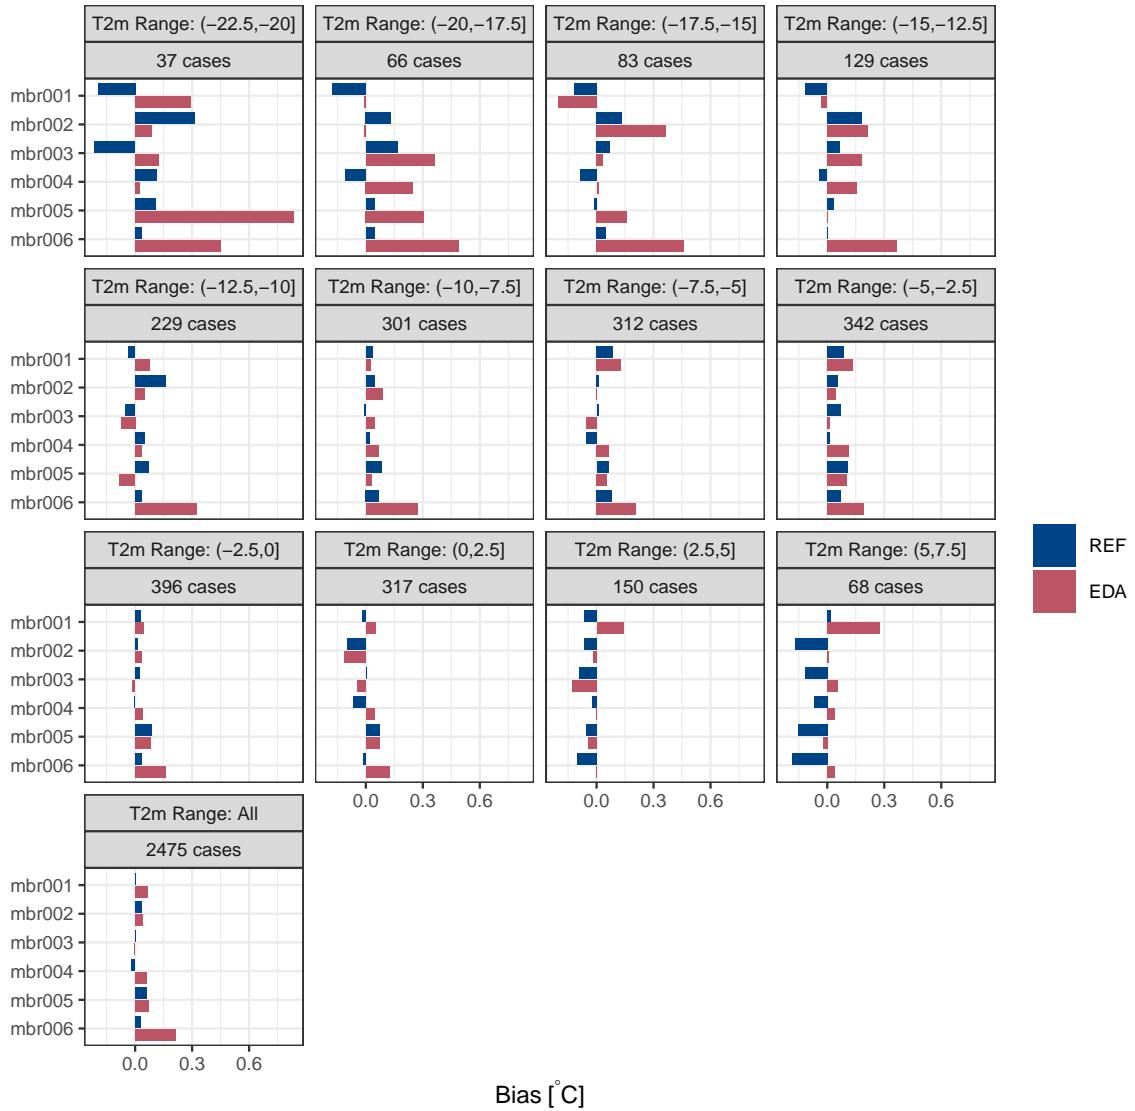 T2m Range: (−22.5,−20] T2m Range: (−20,−17.5] T2m Range: (−17.5,−15] T2m Range: (−15,−12.5]
37 cases 66 cases 83 cases 129 cases
mbr001
mbr002
mbr003
mbr004
mbr005
mbr006
T2m Range: (−12.5,−10] T2m Range: (−10,−7.5] T2m Range: (−7.5,−5] T2m Range: (−5,−2.5]
229 cases 301 cases 312 cases 342 cases
mbr001
mbr002
mbr003
mbr004
mbr005
mbr006
T2m Range: (−2.5,0] T2m Range: (0,2.5] T2m Range: (2.5,5] T2m Range: (5,7.5]
396 cases 317 cases 150 cases 68 cases
mbr001
mbr002
mbr003
mbr004
mbr005
mbr006
0.0 0.3 0.6 0.0 0.3 0.6 0.0 0.3 0.6
T2m Range: All
2475 cases
mbr001
mbr002
mbr003
mbr004
mbr005
mbr006
0.0 0.3 0.6
Bias [°C]
REF
EDA